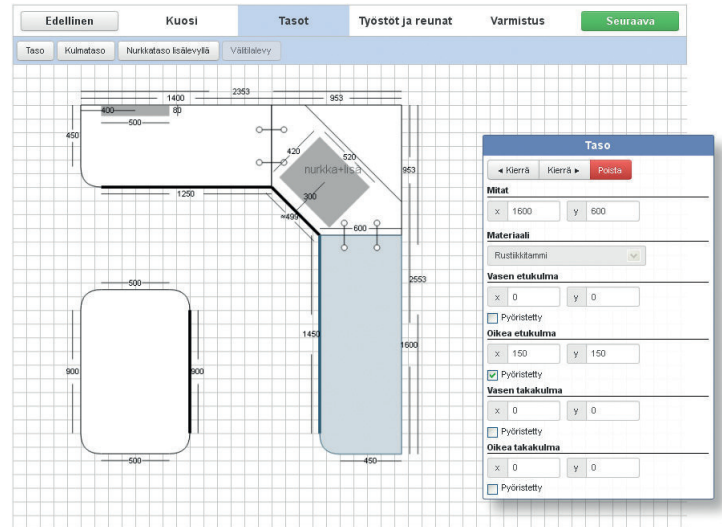 Edellinen Kuosi Tasot Työstöt ja reunat Varmistus Seuraava
Taso Kulmataso Nurkkataso lisälevyllä Välitilalevy
2353
1400 953
400 80
500
450
420 520
nurkka+lisä
953
300
1250
≈499
600
2553
500
1450
1600
900 900
500
450
Taso
◄ Kierrä Kierrä ► Poista
Mitat
x 1600 y 600
Materiaali
Rustiikkitammi
Vasen etukulma
x 0 y 0
Pyöristetty
Oikea etukulma
x 150 y 150
Pyöristetty
Vasen takakulma
x 0 y 0
Pyöristetty
Oikea takakulma
x 0 y 0
Pyöristetty